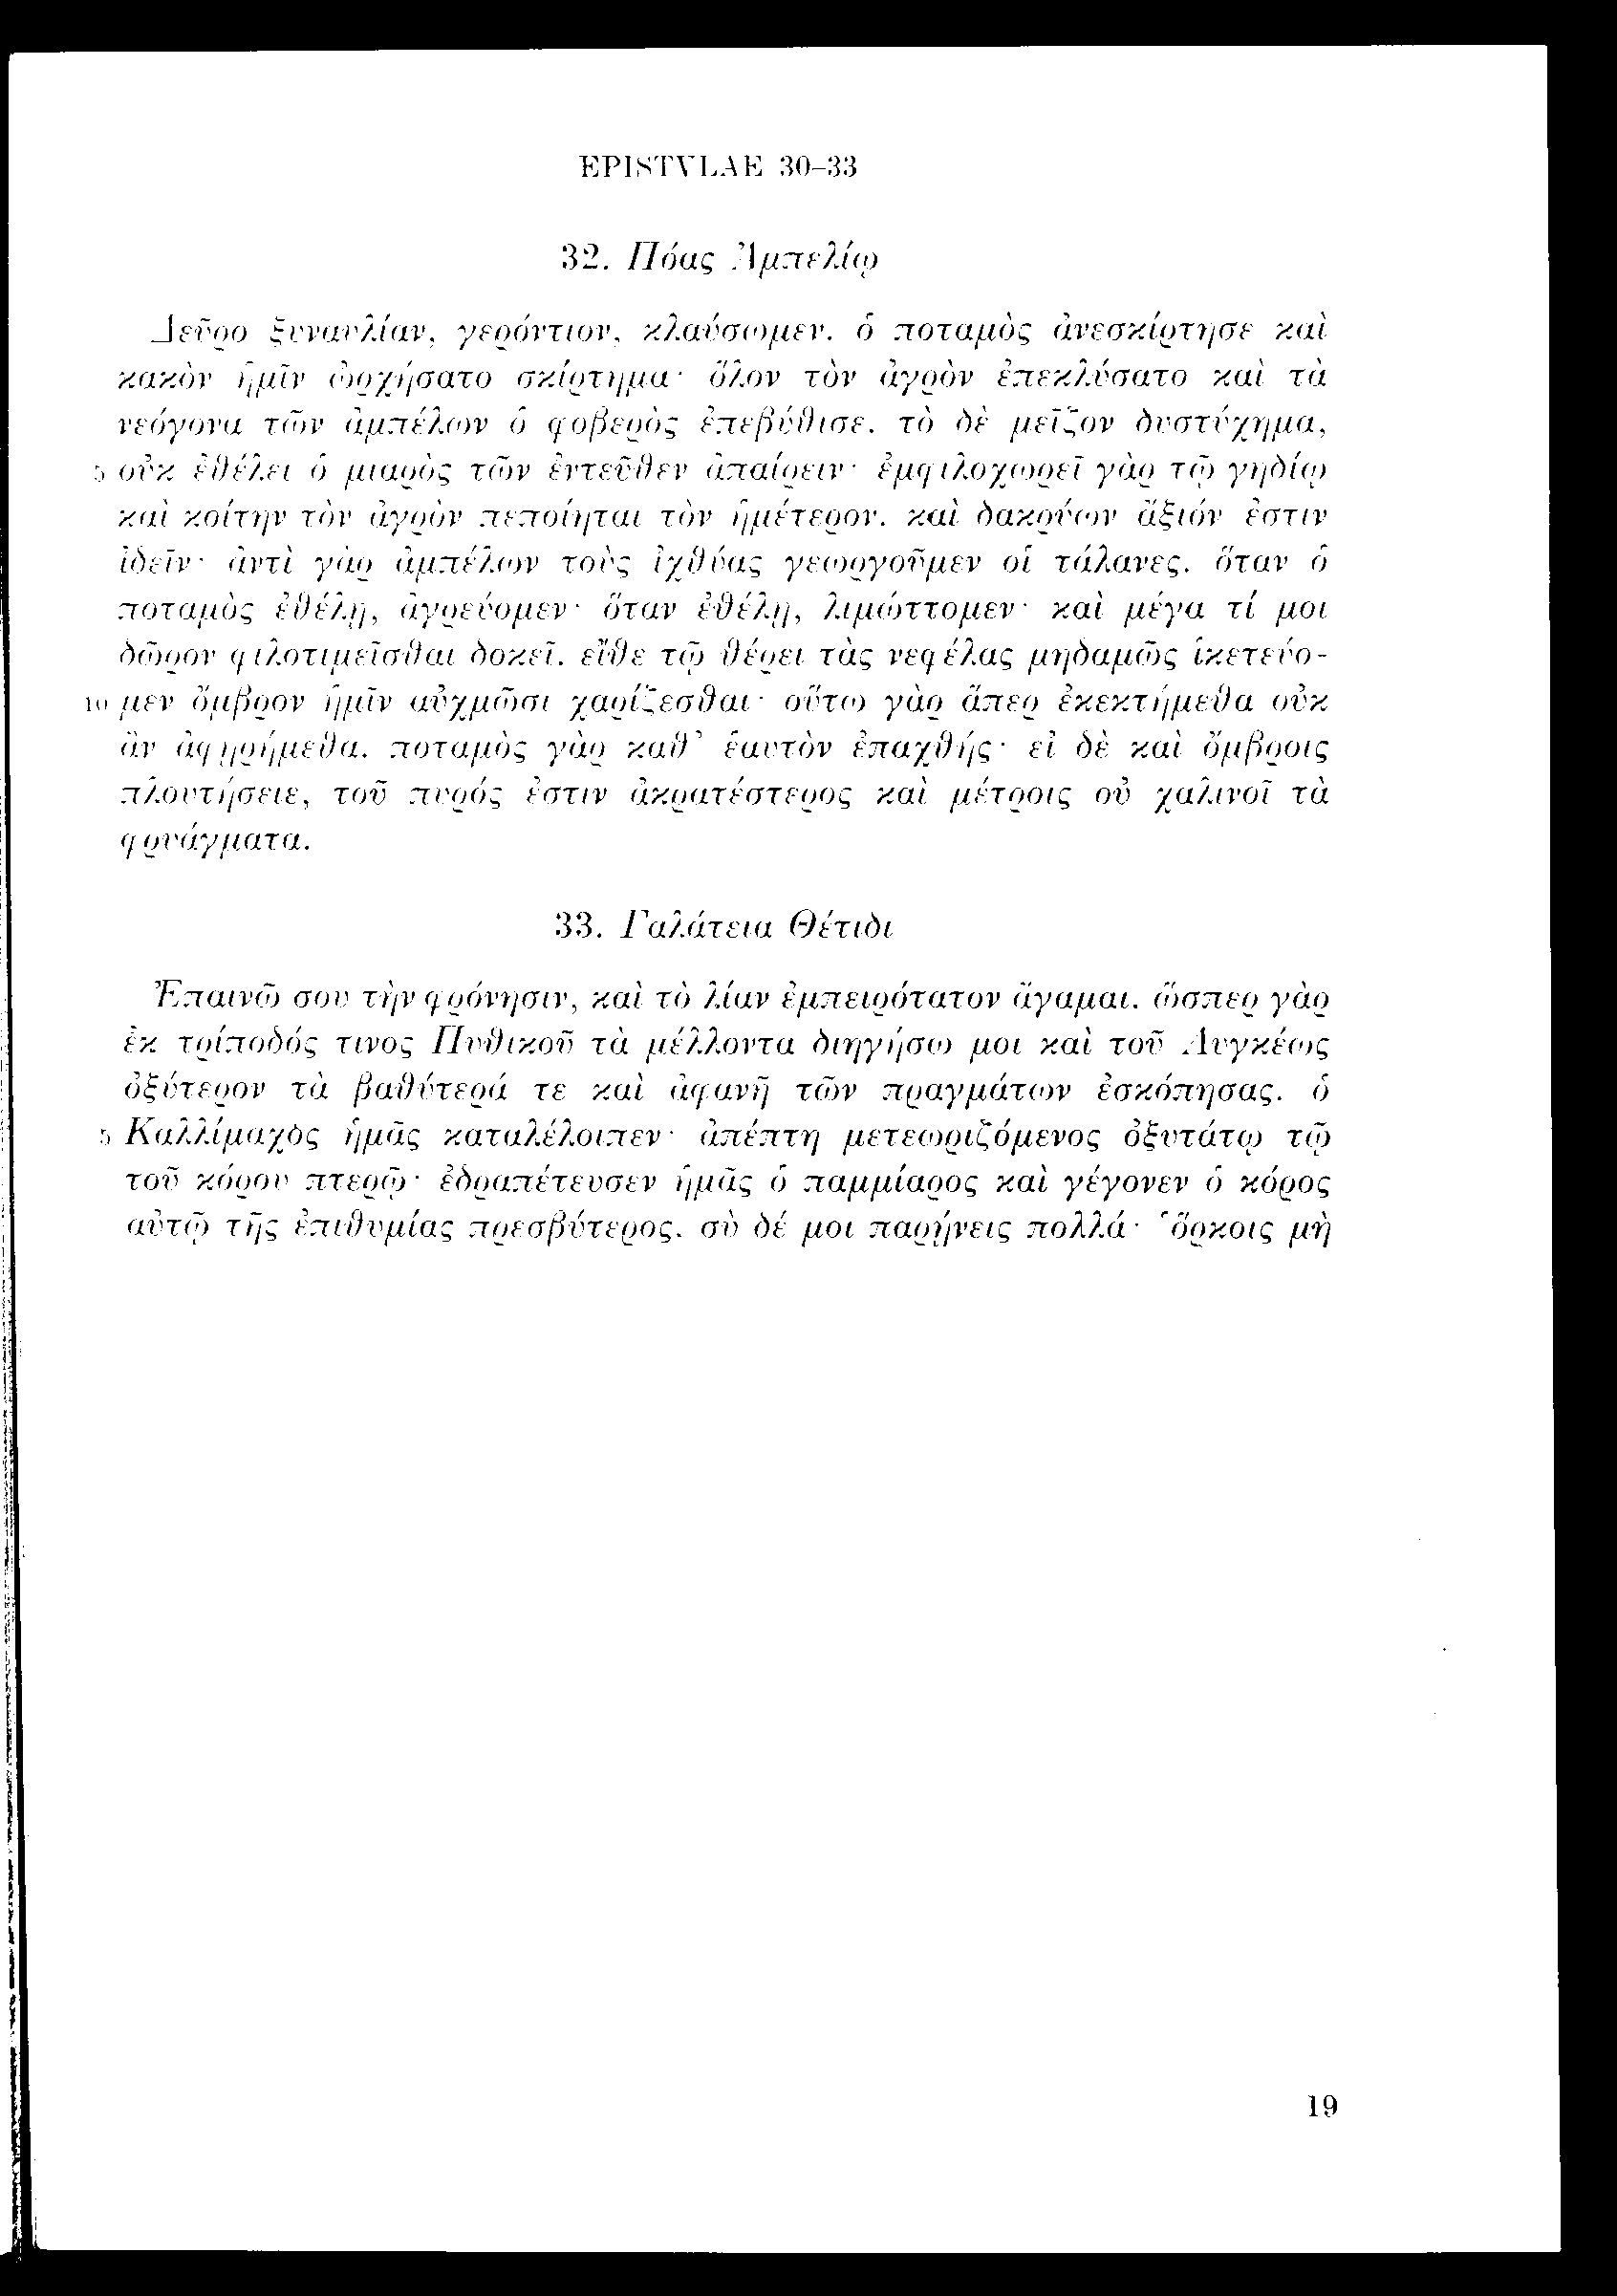 EPISTVLAE 30–33
32. Πόας Ἀμπελίῳ
Δεῦρο ξυναυλίαν, γερόντιον, κλαύσωμεν. ὁ ποταμὸς ἀνεσκίρτησε καὶ
κακὸν ἡμῖν ὠρχήσατο σκίρτημα· ὅλον τὸν ἀγρὸν ἐπεκλύσατο καὶ τὰ
νεόγονα τῶν ἀμπέλων ὁ φοβερὸς ἐπεβύθισε. τὸ δὲ μεῖζον δυστύχημα,
5 οὐκ ἐθέλει ὁ μιαρὸς τῶν ἐντεῦθεν ἀπαίρειν· ἐμφιλοχωρεῖ γὰρ τῷ γηδίῳ
καὶ κοίτην τὸν ἀγρὸν πεποίηται τὸν ἡμέτερον. καὶ δακρύων ἄξιόν ἐστιν
ἰδεῖν· ἀντὶ γὰρ ἀμπέλων τοὺς ἰχθύας γεωργοῦμεν οἱ τάλανες. ὅταν ὁ
ποταμὸς ἐθέλῃ, ἀγρεύομεν· ὅταν ἐθέλῃ, λιμώττομεν· καὶ μέγα τί μοι
δῶρον φιλοτιμεῖσθαι δοκεῖ. εἴθε τῷ θέρει τὰς νεφέλας μηδαμῶς ἱκετεύο-
10 μεν ὄμβρον ἡμῖν αὐχμῶσι χαρίζεσθαι· οὕτω γὰρ ἅπερ ἐκεκτήμεθα οὐκ
ἂν ἀφῃρήμεθα. ποταμὸς γὰρ καθ’ ἑαυτὸν ἐπαχθής· εἰ δὲ καὶ ὄμβροις
πλουτήσειε, τοῦ πυρός ἐστιν ἀκρατέστερος καὶ μέτροις οὐ χαλινοῖ τὰ
φρυάγματα.
33. Γαλάτεια Θέτιδι
Ἐπαινῶ σου τὴν φρόνησιν, καὶ τὸ λίαν ἐμπειρότατον ἄγαμαι. ὥσπερ γὰρ
ἐκ τρίποδός τινος Πυθικοῦ τὰ μέλλοντα διηγήσω μοι καὶ τοῦ Λυγκέως
ὀξύτερον τὰ βαθύτερά τε καὶ ἀφανῆ τῶν πραγμάτων ἐσκόπησας. ὁ
5 Καλλίμαχος ἡμᾶς καταλέλοιπεν· ἀπέπτη μετεωριζόμενος ὀξυτάτῳ τῷ
τοῦ κόρου πτερῷ· ἐδραπέτευσεν ἡμᾶς ὁ παμμίαρος καὶ γέγονεν ὁ κόρος
αὐτῷ τῆς ἐπιθυμίας πρεσβύτερος. σὺ δέ μοι παρῄνεις πολλά· ‘ὅρκοις μὴ
19